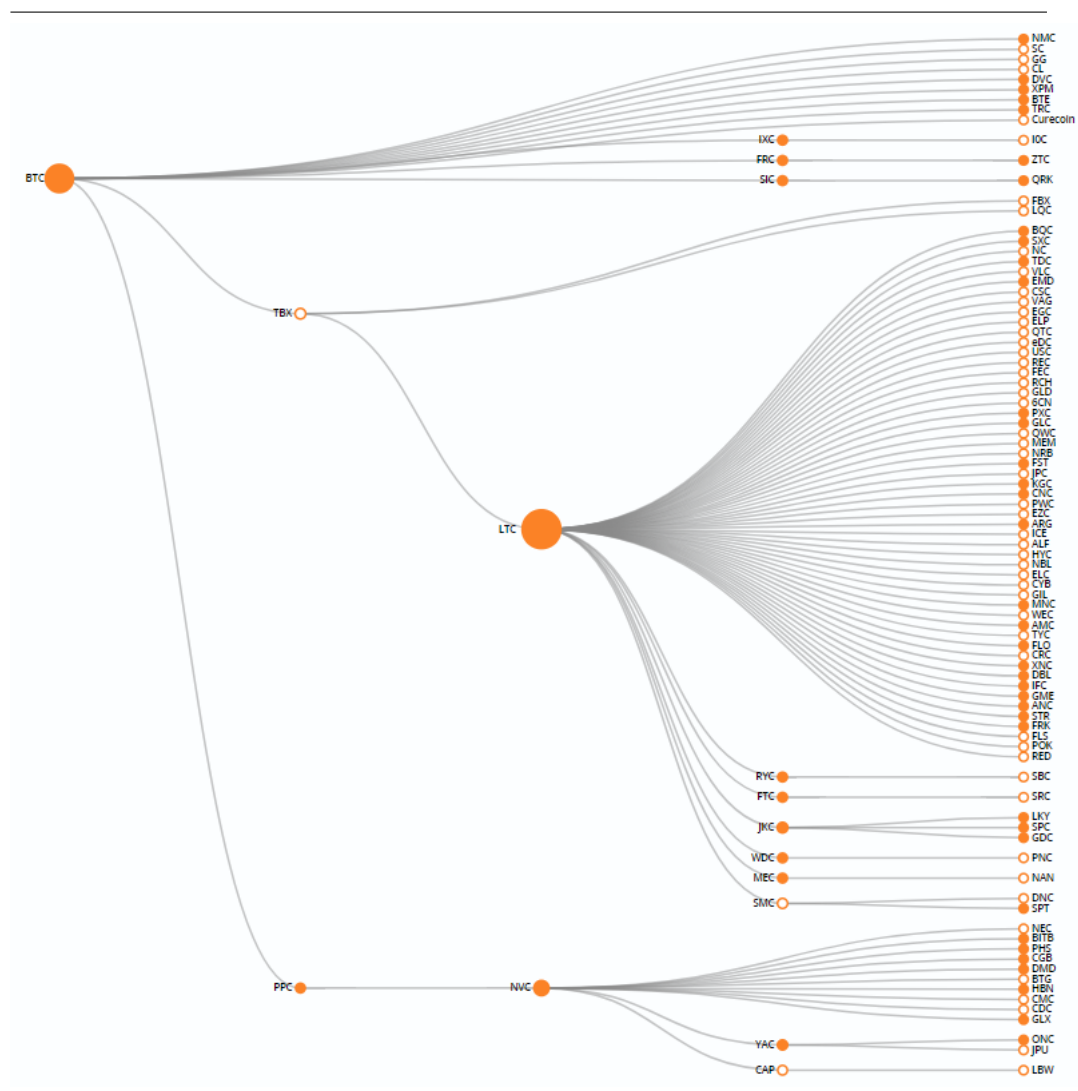 NMC
SC
GG
CL
DVC
XPM
BTE
TRC
Curecoin
IXC
I0C
FRC
ZTC
BTC
SIC
QRK
FBX
LQC
BQC
SXC
NC
TDC
VLC
EMD
CSC
VAG
EGC
TBX
ELP
QTC
eDC
USC
REC
FEC
RCH
GLD
6CN
PXC
GLC
QWC
MEM
NRB
FST
JPC
KGC
CNC
PWC
EZC
ARG
LTC
ICE
ALF
HYC
NBL
ELC
CYB
GIL
MNC
WEC
AMC
TYC
FLO
CRC
XNC
DBL
IFC
GME
ANC
STR
FRK
FLS
POK
RED
RYC
SBC
FTC
SRC
LKY
JKC
SPC
GDC
WDC
PNC
MEC
NAN
DNC
SMC
SPT
NEC
BITB
PHS
CGB
DMD
BTG
PPC
NVC
HBN
CMC
CDC
GLX
ONC
YAC
JPU
CAP
LBW